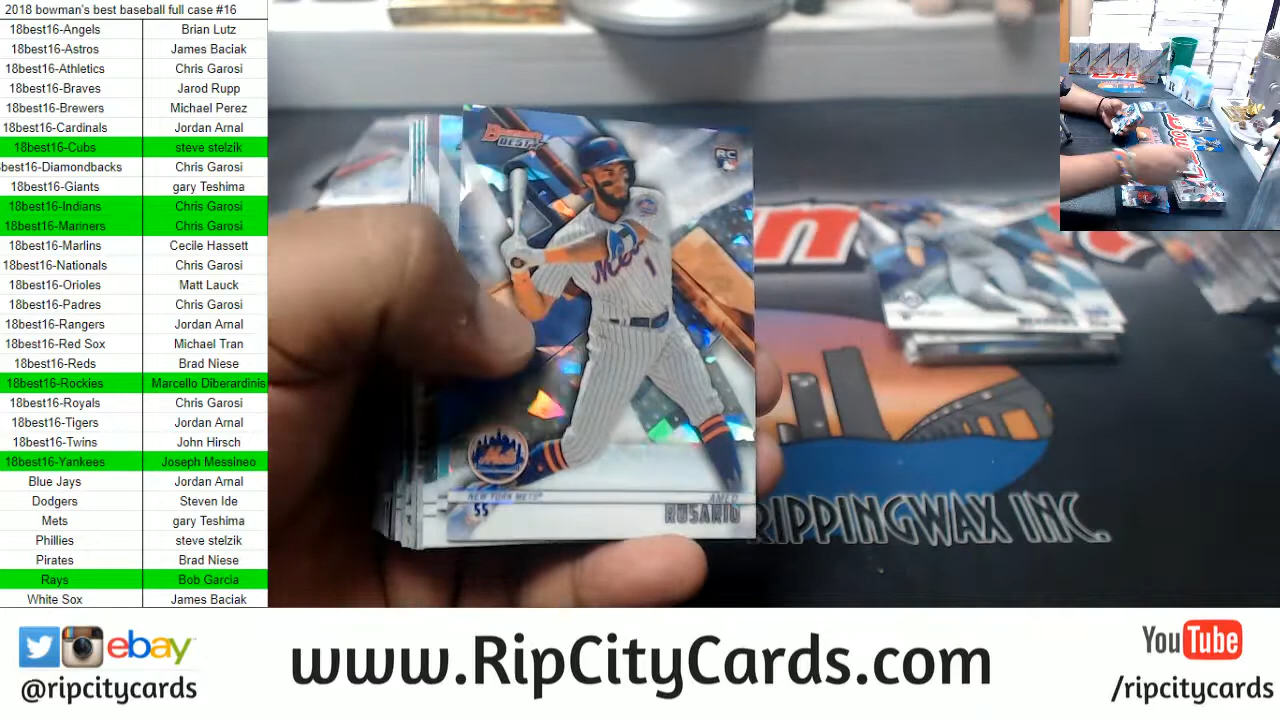 2018 bowman's best baseball full case #16
18best16-Angels Brian Lutz
18best16-Astros James Baciak
18best16-Athletics Chris Garosi
18best16-Braves Jarod Rupp
18best16-Brewers Michael Perez
18best16-Cardinals Jordan Arnal
18best16-Cubs steve stelzik
best16-Diamondbacks Chris Garosi
18best16-Giants gary Teshima
18best16-Indians Chris Garosi
18best16-Mariners Chris Garosi
18best16-Marlins Cecile Hassett
18best16-Nationals Chris Garosi
18best16-Orioles Matt Lauck
18best16-Padres Chris Garosi
18best16-Rangers Jordan Arnal
18best16-Red Sox Michael Tran
18best16-Reds Brad Niese
18best16-Rockies Marcello Diberardinis
18best16-Royals Chris Garosi
18best16-Tigers Jordan Arnal
18best16-Twins John Hirsch
18best16-Yankees Joseph Messineo
Blue Jays Jordan Arnal
Dodgers Steven Ide
Mets gary Teshima
Phillies steve stelzik
Pirates Brad Niese
Rays Bob Garcia
White Sox James Baciak
Bowman's
BEST
RC
Mets
1
Mets
NEW YORK METS
55
AMED
ROSARIO
RIPPINGWAX INC.
ebay
@ripcitycards
www.RipCityCards.com
YouTube
/ripcitycards